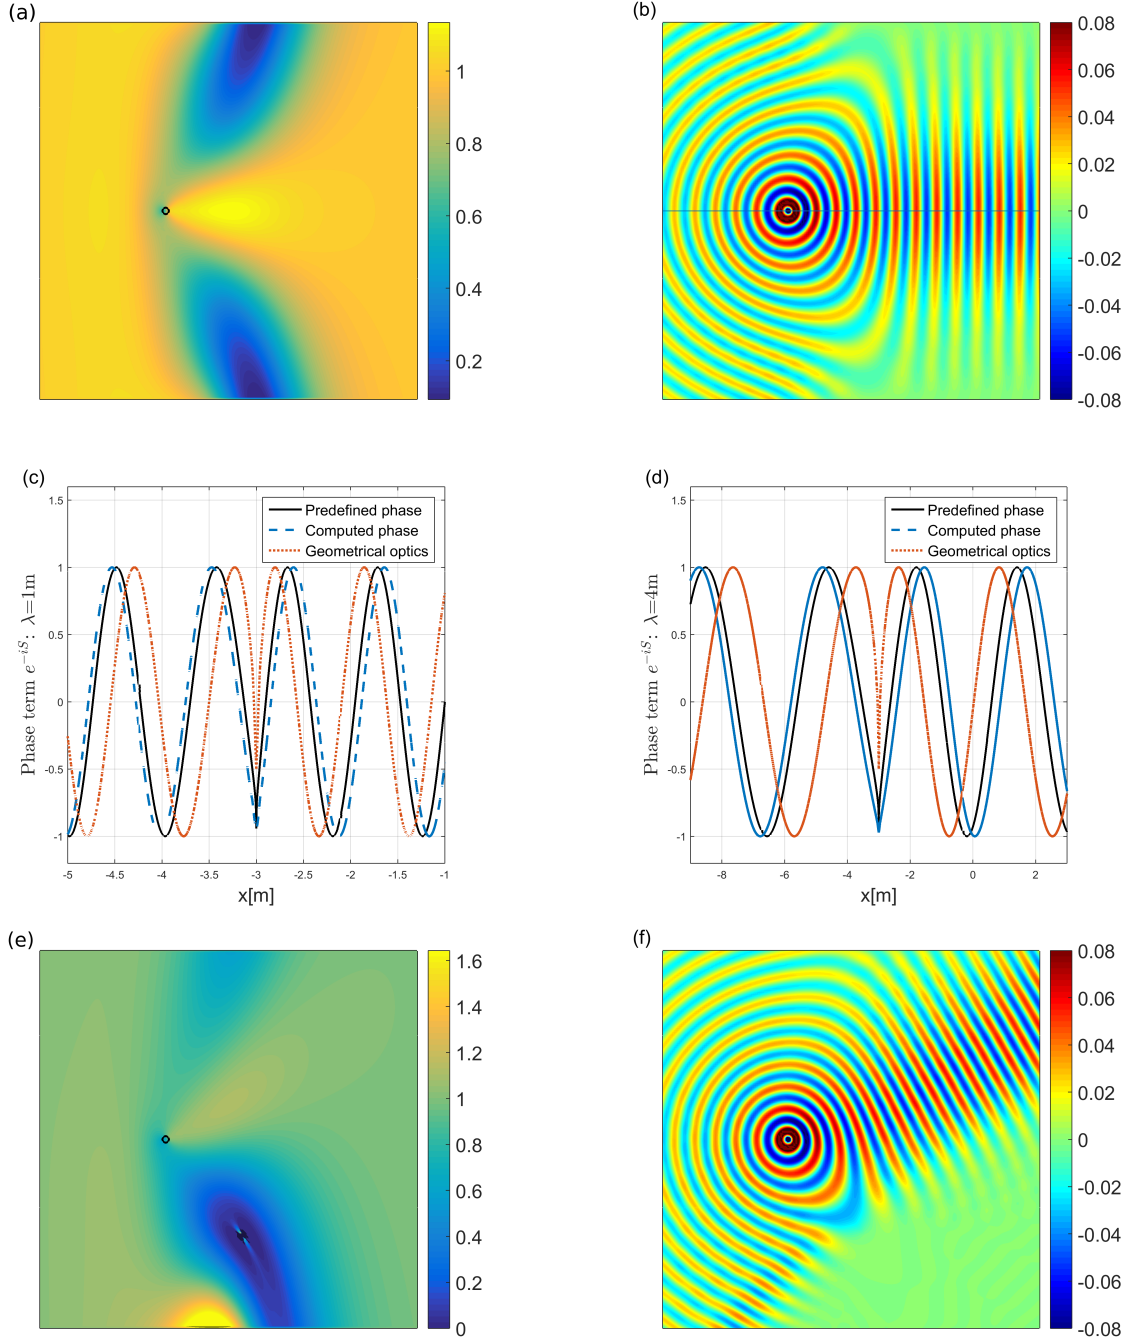 (a)
1
0.8
0.6
0.4
0.2
(b)
0.08
0.06
0.04
0.02
0
-0.02
-0.04
-0.06
-0.08
(c)
Phase term e^{-iS}: λ=1m
1.5
1
0.5
0
-0.5
-1
Predefined phase
Computed phase
Geometrical optics
-5 -4.5 -4 -3.5 -3 -2.5 -2 -1.5 -1
x[m]
(d)
Phase term e^{-iS}: λ=4m
1.5
1
0.5
0
-0.5
-1
Predefined phase
Computed phase
Geometrical optics
-8 -6 -4 -2 0 2
x[m]
(e)
1.6
1.4
1.2
1
0.8
0.6
0.4
0.2
0
(f)
0.08
0.06
0.04
0.02
0
-0.02
-0.04
-0.06
-0.08